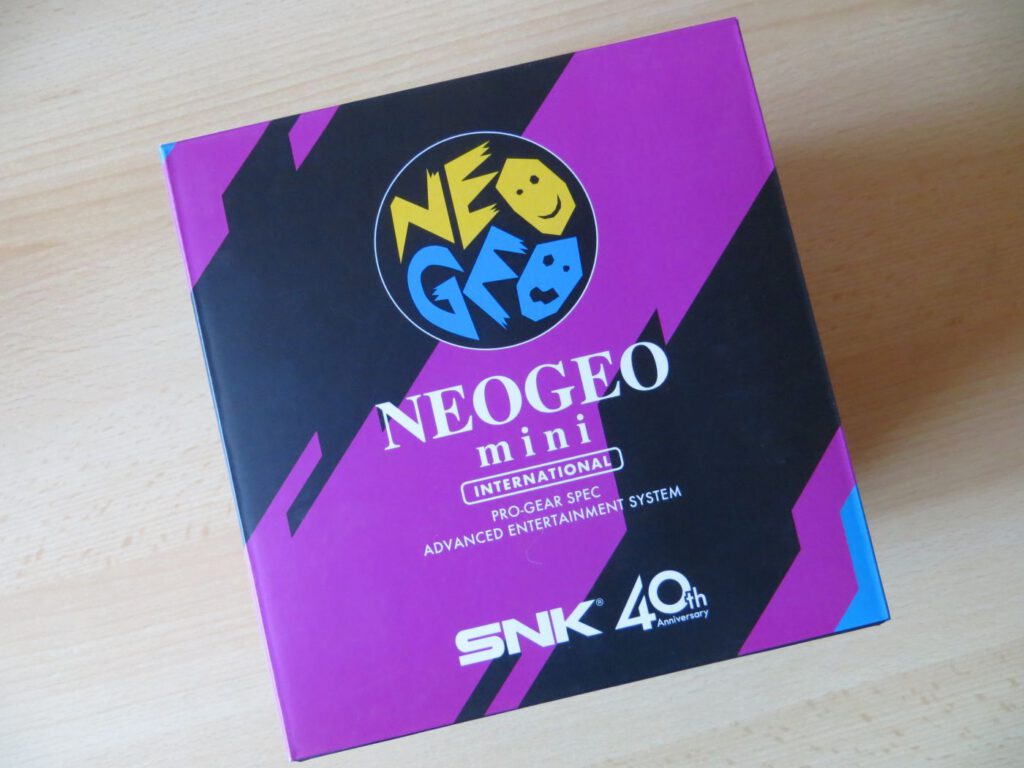 NEO
GEO
NEOGEO
mini
INTERNATIONAL
PRO-GEAR SPEC
ADVANCED ENTERTAINMENT SYSTEM
SNK® 40th
Anniversary